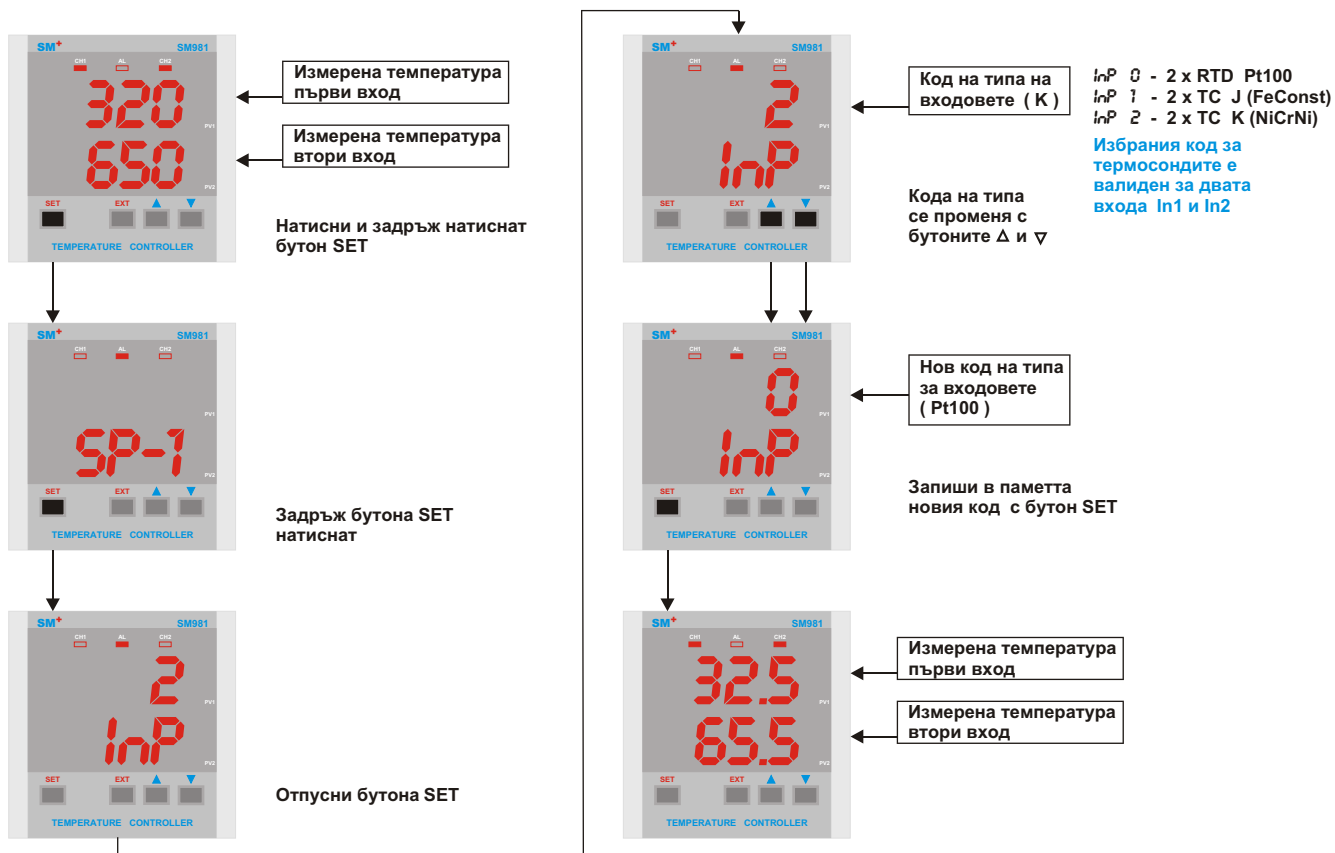 SM+ SM981
CH1 AL CH2
320
PV1
650
PV2
SET EXT
TEMPERATURE CONTROLLER
Измерена температура
първи вход
Измерена температура
втори вход
Натисни и задръж натиснат
бутон SET
SM+ SM981
CH1 AL CH2
PV1
SP-1
PV2
SET EXT
TEMPERATURE CONTROLLER
Задръж бутона SET
натиснат
SM+ SM981
CH1 AL CH2
2
PV1
InP
PV2
SET EXT
TEMPERATURE CONTROLLER
Отпусни бутона SET
SM+ SM981
CH1 AL CH2
2
PV1
InP
PV2
SET EXT
TEMPERATURE CONTROLLER
Код на типа на
входовете ( K )
InP 0 - 2 x RTD Pt100
InP 1 - 2 x TC J (FeConst)
InP 2 - 2 x TC K (NiCrNi)
Избрания код за
термосондите е
валиден за двата
входа In1 и In2
Кода на типа
се променя с
бутоните △ и ▽
SM+ SM981
CH1 AL CH2
0
PV1
InP
PV2
SET EXT
TEMPERATURE CONTROLLER
Нов код на типа
за входовете
( Pt100 )
Запиши в паметта
новия код с бутон SET
SM+ SM981
CH1 AL CH2
32.5
PV1
65.5
PV2
SET EXT
TEMPERATURE CONTROLLER
Измерена температура
първи вход
Измерена температура
втори вход